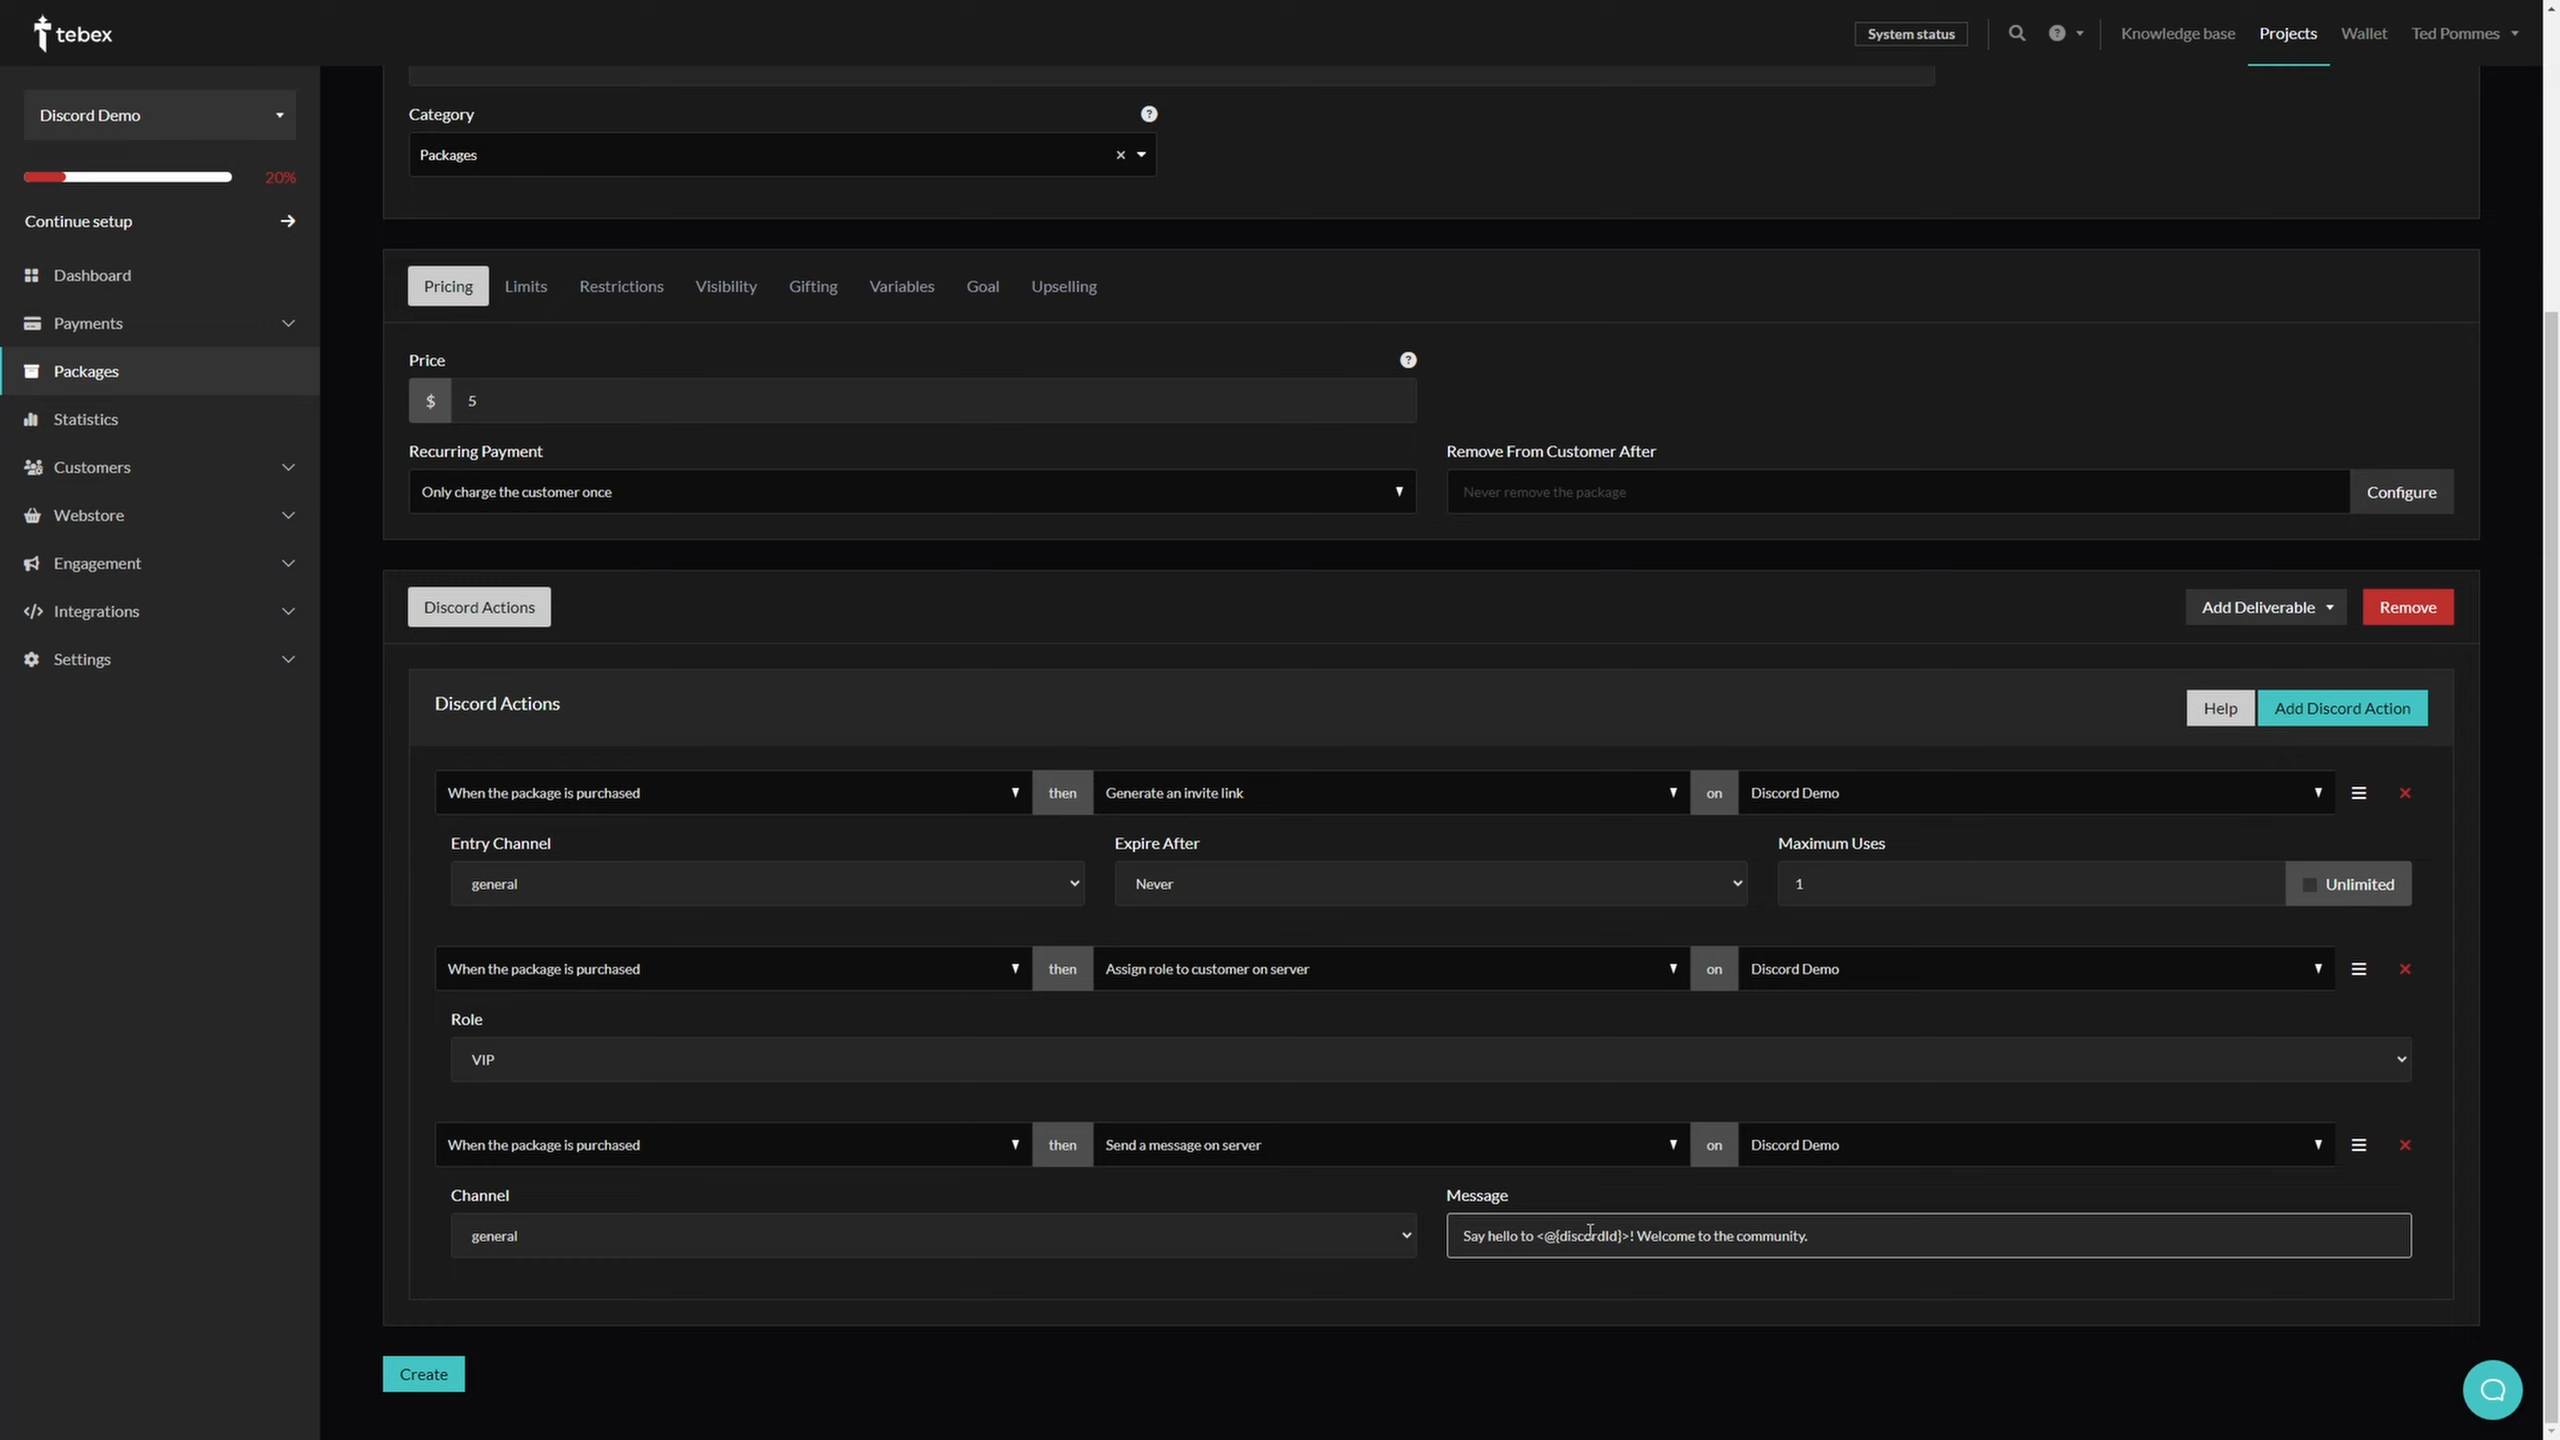 tebex
System status
Knowledge base
Projects
Wallet
Ted Pommes
Discord Demo
20%
Continue setup
Dashboard
Payments
Packages
Statistics
Customers
Webstore
Engagement
Integrations
Settings
Category
Packages
Pricing
Limits
Restrictions
Visibility
Gifting
Variables
Goal
Upselling
Price
$ 5
Recurring Payment
Only charge the customer once
Remove From Customer After
Never remove the package
Configure
Discord Actions
Add Deliverable
Remove
Discord Actions
Help
Add Discord Action
When the package is purchased then Generate an invite link on Discord Demo
Entry Channel
general
Expire After
Never
Maximum Uses
1
Unlimited
When the package is purchased then Assign role to customer on server on Discord Demo
Role
VIP
When the package is purchased then Send a message on server on Discord Demo
Channel
general
Message
Say hello to <@{discordId}>! Welcome to the community.
Create